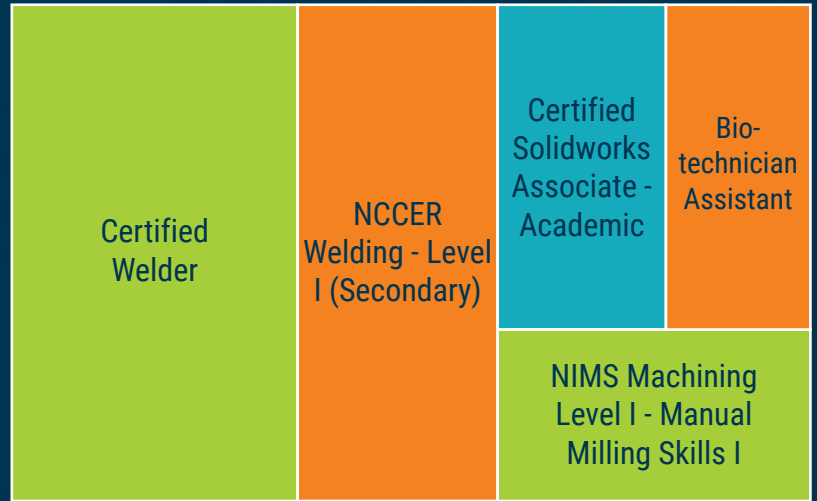 Certified
Welder
NCCER
Welding - Level
I (Secondary)
Certified
Solidworks
Associate -
Academic
Bio-
technician
Assistant
NIMS Machining
Level I - Manual
Milling Skills I